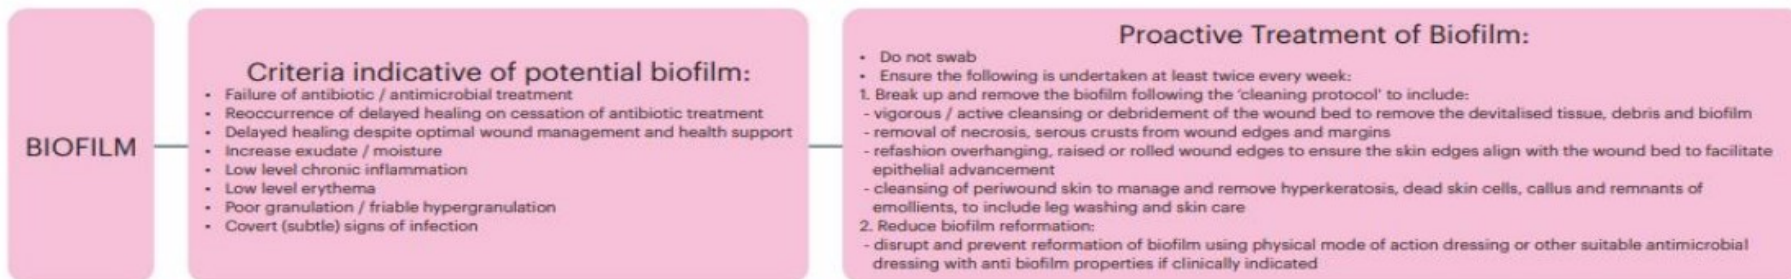 BIOFILM
Criteria indicative of potential biofilm:
• Failure of antibiotic / antimicrobial treatment
• Reoccurrence of delayed healing on cessation of antibiotic treatment
• Delayed healing despite optimal wound management and health support
• Increase exudate / moisture
• Low level chronic inflammation
• Low level erythema
• Poor granulation / friable hypergranulation
• Covert (subtle) signs of infection
Proactive Treatment of Biofilm:
• Do not swab
• Ensure the following is undertaken at least twice every week:
1. Break up and remove the biofilm following the 'cleaning protocol' to include:
- vigorous / active cleansing or debridement of the wound bed to remove the devitalised tissue, debris and biofilm
- removal of necrosis, serous crusts from wound edges and margins
- refashion overhanging, raised or rolled wound edges to ensure the skin edges align with the wound bed to facilitate
epithelial advancement
- cleansing of periwound skin to manage and remove hyperkeratosis, dead skin cells, callus and remnants of
emollients, to include leg washing and skin care
2. Reduce biofilm reformation:
- disrupt and prevent reformation of biofilm using physical mode of action dressing or other suitable antimicrobial
dressing with anti biofilm properties if clinically indicated